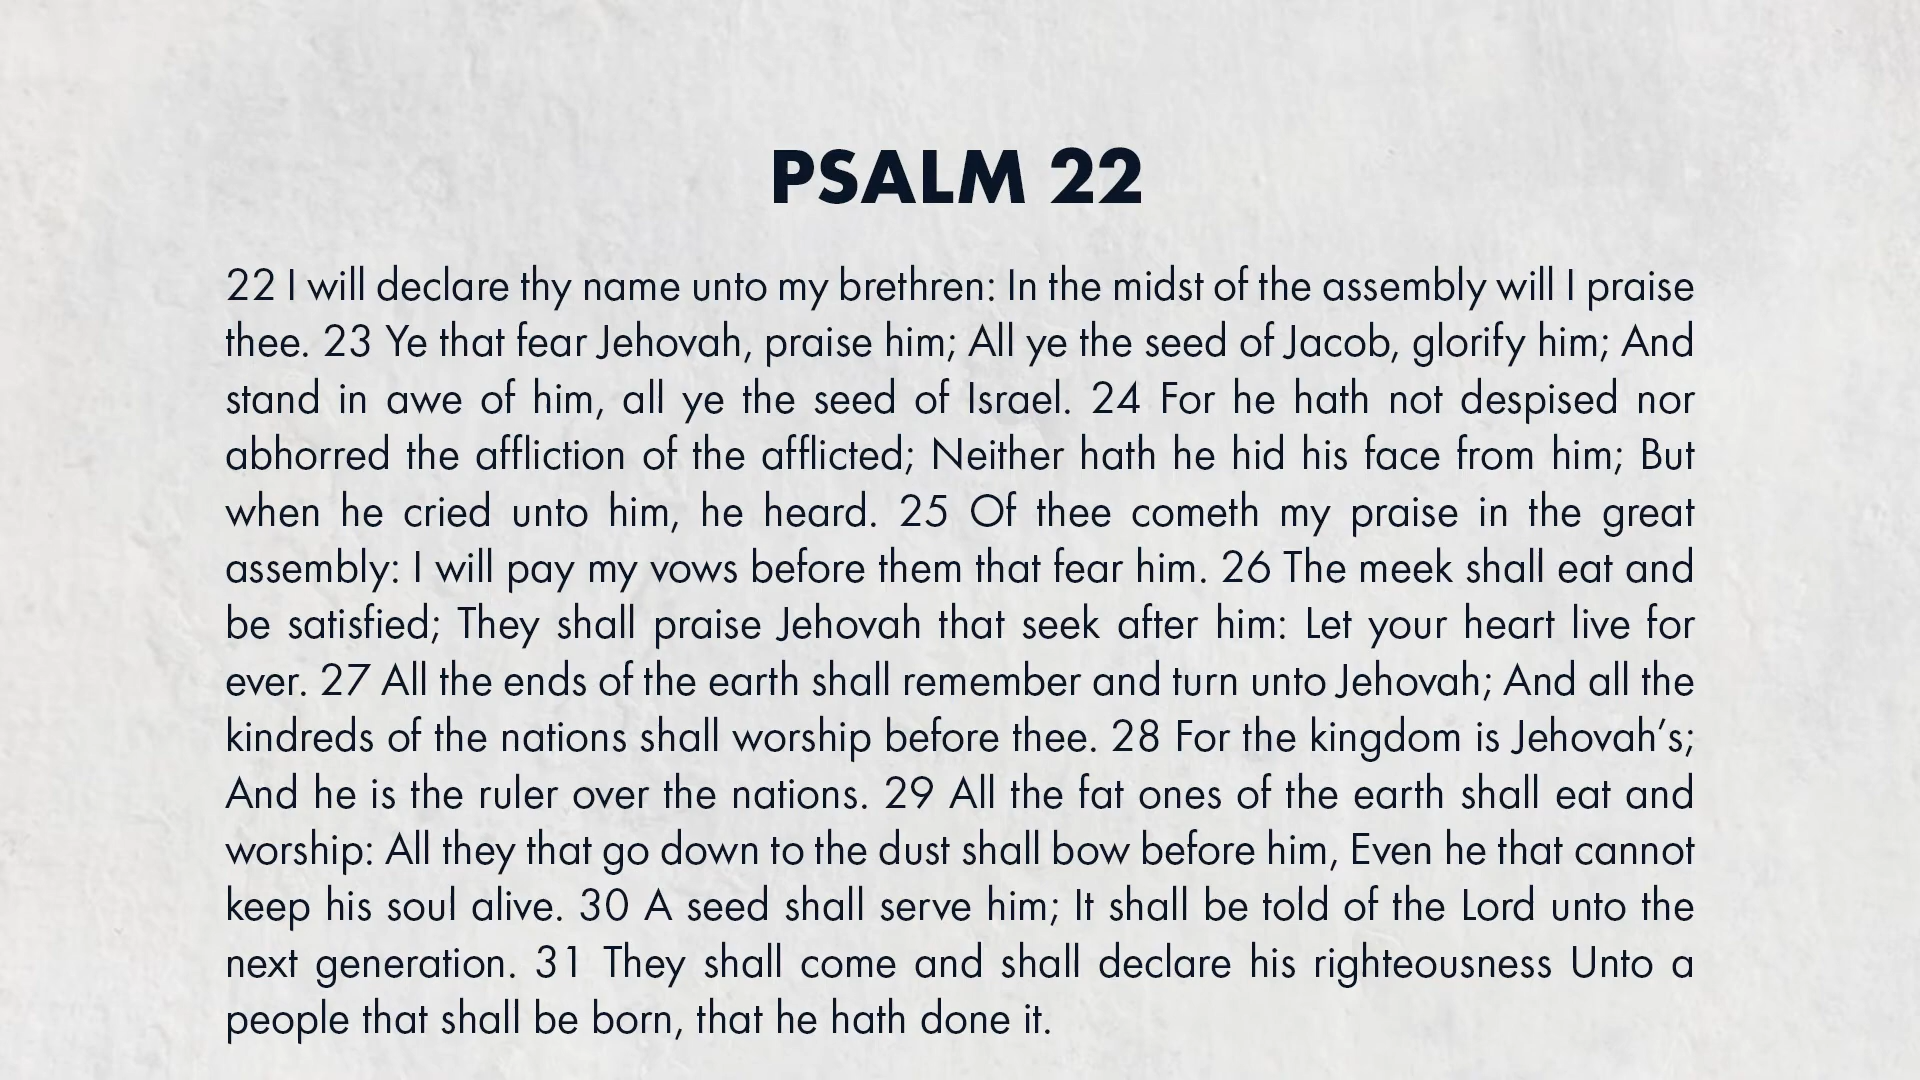 PSALM 22
22 I will declare thy name unto my brethren: In the midst of the assembly will I praise
thee. 23 Ye that fear Jehovah, praise him; All ye the seed of Jacob, glorify him; And
stand in awe of him, all ye the seed of Israel. 24 For he hath not despised nor
abhorred the affliction of the afflicted; Neither hath he hid his face from him; But
when he cried unto him, he heard. 25 Of thee cometh my praise in the great
assembly: I will pay my vows before them that fear him. 26 The meek shall eat and
be satisfied; They shall praise Jehovah that seek after him: Let your heart live for
ever. 27 All the ends of the earth shall remember and turn unto Jehovah; And all the
kindreds of the nations shall worship before thee. 28 For the kingdom is Jehovah’s;
And he is the ruler over the nations. 29 All the fat ones of the earth shall eat and
worship: All they that go down to the dust shall bow before him, Even he that cannot
keep his soul alive. 30 A seed shall serve him; It shall be told of the Lord unto the
next generation. 31 They shall come and shall declare his righteousness Unto a
people that shall be born, that he hath done it.